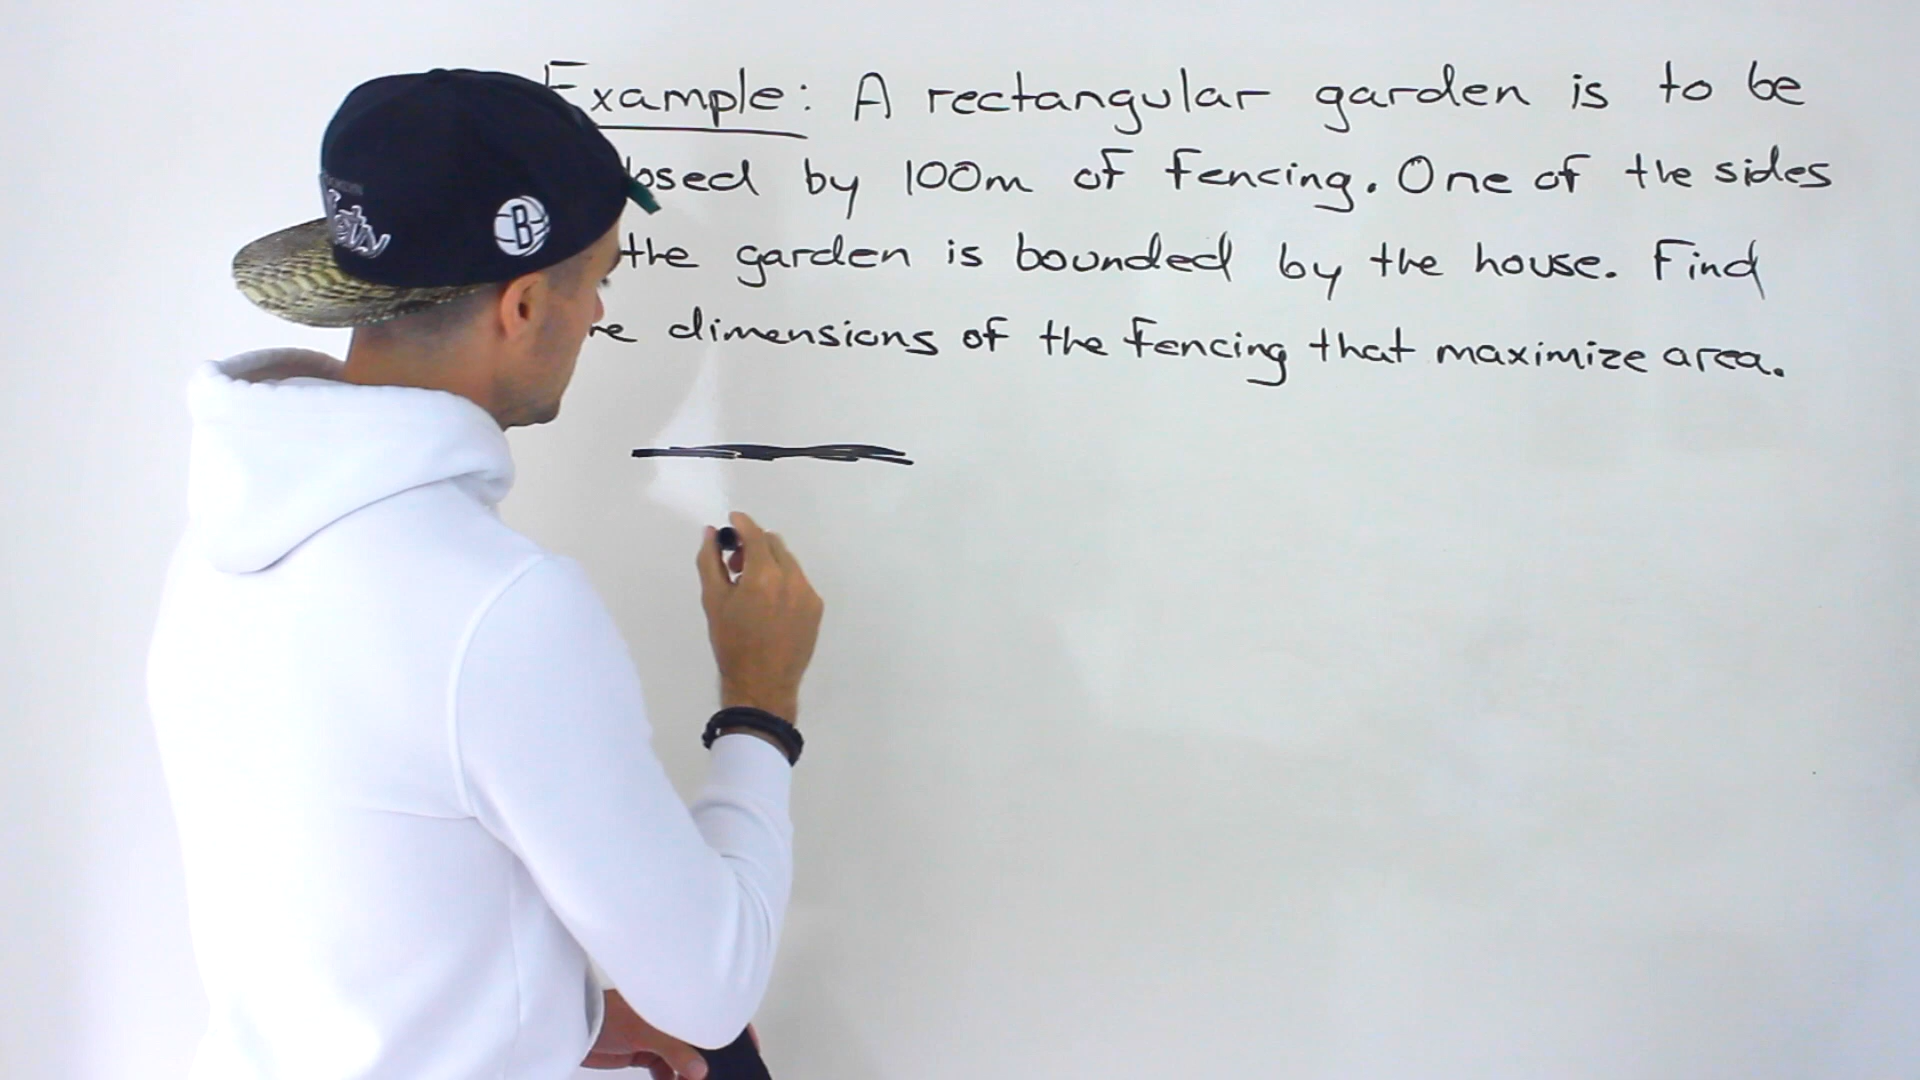 Example: A rectangular garden is to be
losed by 100m of fencing. One of the sides
the garden is bounded by the house. Find
dimensions of the fencing that maximize area.
B